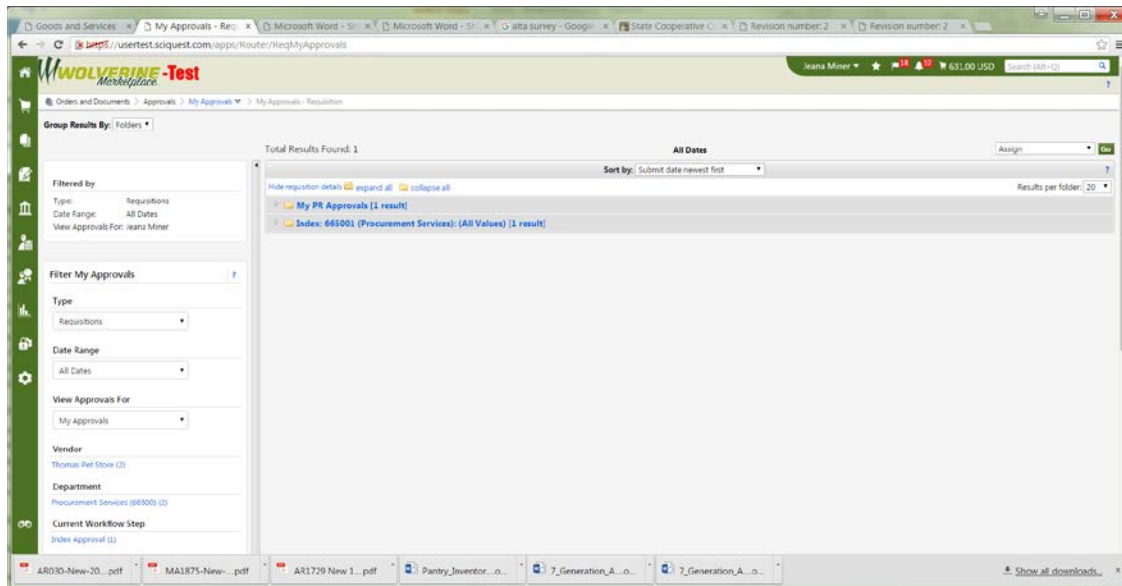 Goods and Services
My Approvals - Req
Microsoft Word - S
Microsoft Word - S
alta survey - Googl
State Cooperative C
Revision number: 2
Revision number: 2
https://usertest.sciquest.com/apps/Router/ReqMyApprovals
WOLVERINE -Test
Marketplace
Jeana Miner 18 52 631.00 USD Search (Alt+Q)
Orders and Documents > Approvals > My Approvals > My Approvals - Requisition
Group Results By: Folders
Total Results Found: 1 All Dates Assign Go
Sort by: Submit date newest first ?
Hide requisition details expand all collapse all Results per folder: 20
My PR Approvals [1 result]
Index: 665001 (Procurement Services): (All Values) [1 result]
Filtered by
Type: Requisitions
Date Range: All Dates
View Approvals For: Jeana Miner
Filter My Approvals ?
Type
Requisitions
Date Range
All Dates
View Approvals For
My Approvals
Vendor
Thomas Pet Store (2)
Department
Procurement Services (66500) (2)
Current Workflow Step
Index Approval (1)
AR030-New-20....pdf MA1875-New-....pdf AR1729 New 1....pdf Pantry_Inventor....o... 7_Generation_A....o... 7_Generation_A....o... Show all downloads...